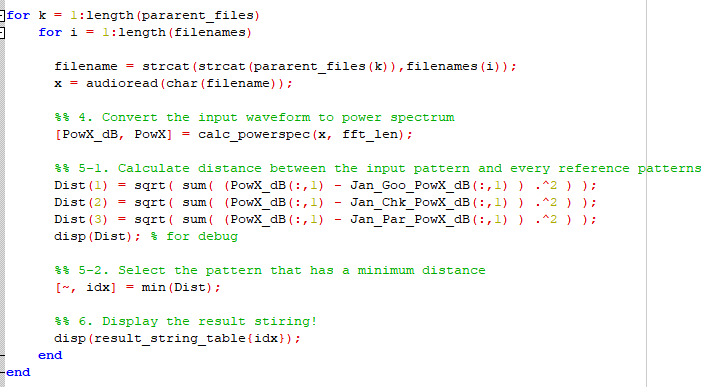 for k = 1:length(pararent_files)
for i = 1:length(filenames)
filename = strcat(strcat(pararent_files(k)),filenames(i));
x = audioread(char(filename));
%% 4. Convert the input waveform to power spectrum
[PowX_dB, PowX] = calc_powerspec(x, fft_len);
%% 5-1. Calculate distance between the input pattern and every reference patterns
Dist(1) = sqrt( sum( (PowX_dB(:,1) - Jan_Goo_PowX_dB(:,1) ) .^2 ) );
Dist(2) = sqrt( sum( (PowX_dB(:,1) - Jan_Chk_PowX_dB(:,1) ) .^2 ) );
Dist(3) = sqrt( sum( (PowX_dB(:,1) - Jan_Par_PowX_dB(:,1) ) .^2 ) );
disp(Dist); % for debug
%% 5-2. Select the pattern that has a minimum distance
[~, idx] = min(Dist);
%% 6. Display the result stiring!
disp(result_string_table{idx});
end
end